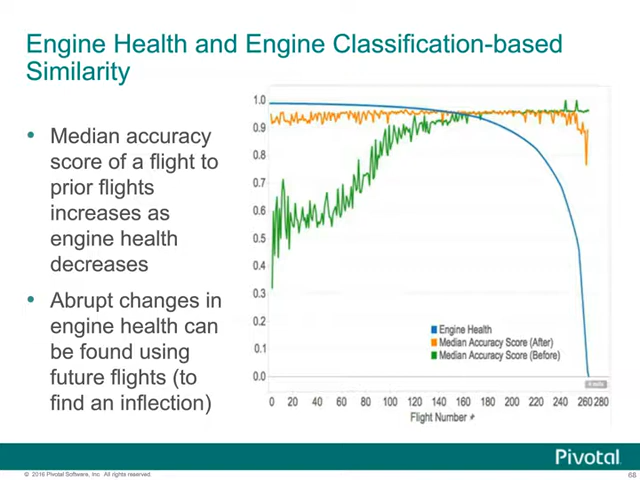 Engine Health and Engine Classification-based
Similarity
• Median accuracy
score of a flight to
prior flights
increases as
engine health
decreases
• Abrupt changes in
engine health can
be found using
future flights (to
find an inflection)
1.0
0.9
0.8
0.7
0.6
0.5
0.4
0.3
0.2
0.1
0.0
Engine Health
Median Accuracy Score (After)
Median Accuracy Score (Before)
0 20 40 60 80 100 120 140 160 180 200 220 240 260 280
Flight Number
Pivotal
© 2016 Pivotal Software, Inc. All rights reserved.
68